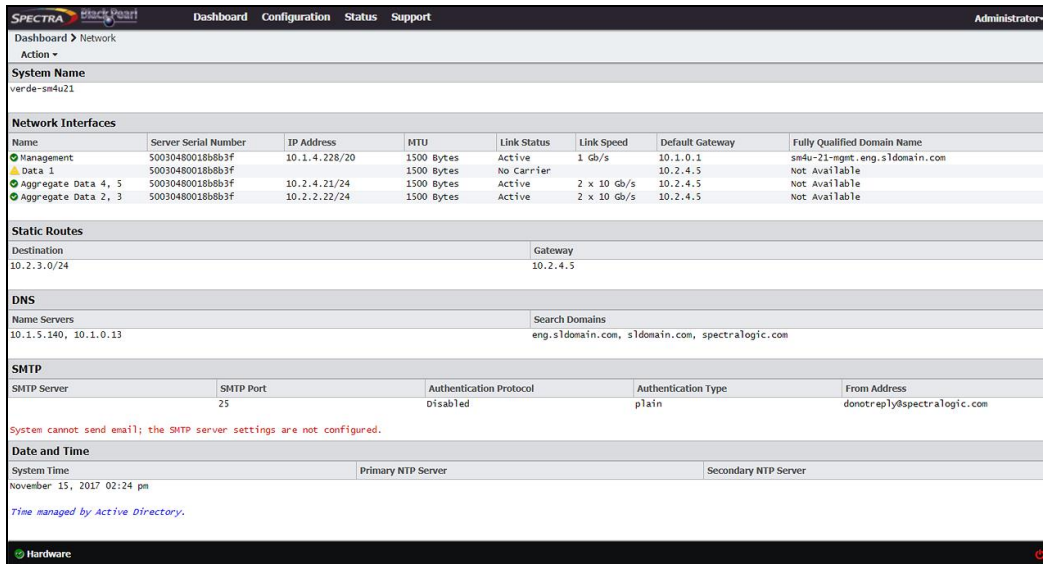 SPECTRA BlackPearl Dashboard Configuration Status Support Administrator
Dashboard > Network
Action
System Name
verde-sm4u21
Network Interfaces
Name Server Serial Number IP Address MTU Link Status Link Speed Default Gateway Fully Qualified Domain Name
Management 50030480018b8b3f 10.1.4.228/20 1500 Bytes Active 1 Gb/s 10.1.0.1 sm4u-21-mgmt.eng.sldomain.com
Data 1 50030480018b8b3f 1500 Bytes No Carrier 10.2.4.5 Not Available
Aggregate Data 4, 5 50030480018b8b3f 10.2.4.21/24 1500 Bytes Active 2 x 10 Gb/s 10.2.4.5 Not Available
Aggregate Data 2, 3 50030480018b8b3f 10.2.2.22/24 1500 Bytes Active 2 x 10 Gb/s 10.2.4.5 Not Available
Static Routes
Destination Gateway
10.2.3.0/24 10.2.4.5
DNS
Name Servers Search Domains
10.1.5.140, 10.1.0.13 eng.sldomain.com, sldomain.com, spectralogic.com
SMTP
SMTP Server SMTP Port Authentication Protocol Authentication Type From Address
25 Disabled plain donotreply@spectralogic.com
System cannot send email; the SMTP server settings are not configured.
Date and Time
System Time Primary NTP Server Secondary NTP Server
November 15, 2017 02:24 pm
Time managed by Active Directory.
Hardware